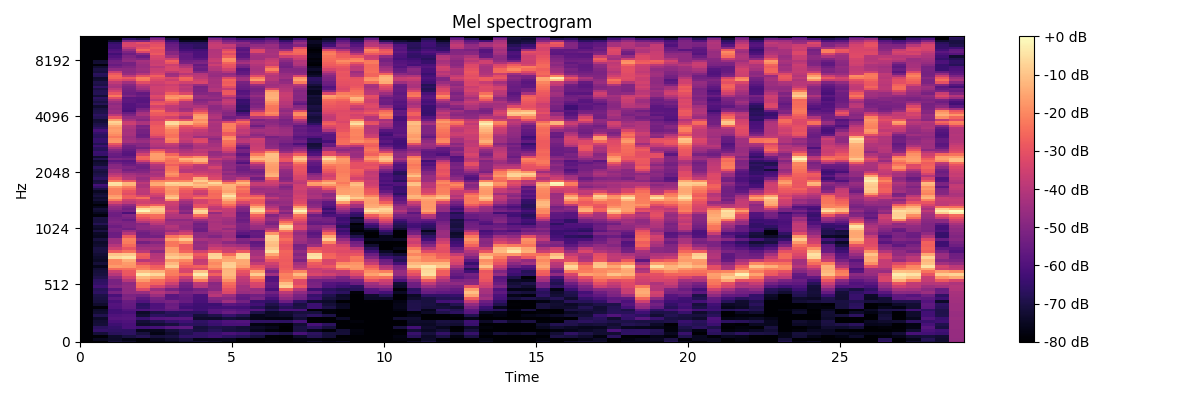 Mel spectrogram
+0 dB
8192
-10 dB
4096
-20 dB
-30 dB
2048
Hz
-40 dB
1024
-50 dB
-60 dB
512
-70 dB
0
-80 dB
0 5 10 15 20 25
Time